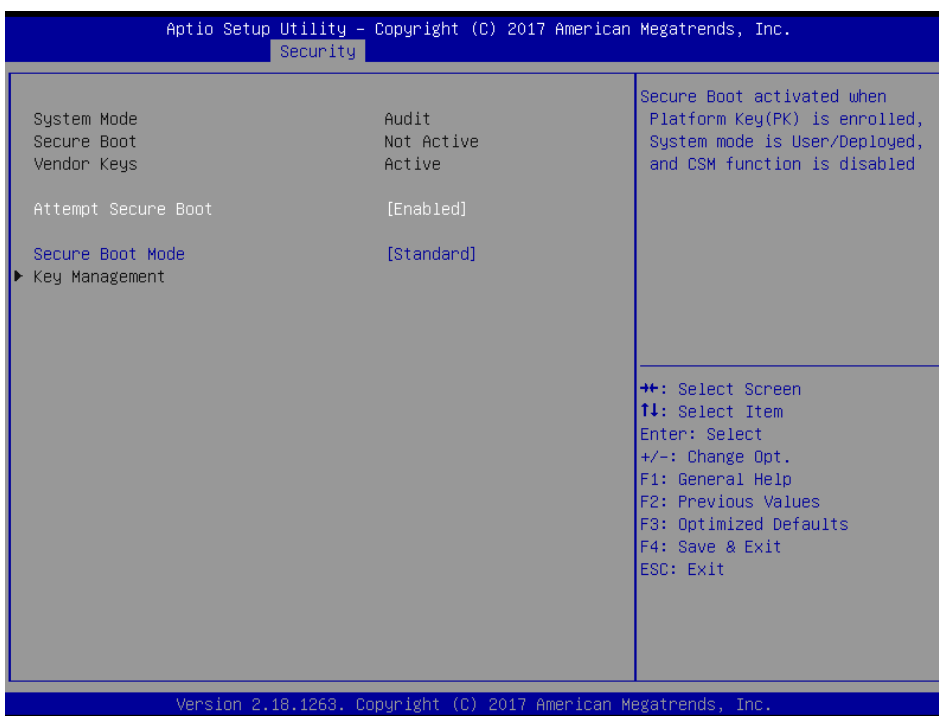 Aptio Setup Utility – Copyright (C) 2017 American Megatrends, Inc.
Security
System Mode Audit
Secure Boot Not Active
Vendor Keys Active
Attempt Secure Boot [Enabled]
Secure Boot Mode [Standard]
► Key Management
Secure Boot activated when
Platform Key(PK) is enrolled,
System mode is User/Deployed,
and CSM function is disabled
→←: Select Screen
↑↓: Select Item
Enter: Select
+/-: Change Opt.
F1: General Help
F2: Previous Values
F3: Optimized Defaults
F4: Save & Exit
ESC: Exit
Version 2.18.1263. Copyright (C) 2017 American Megatrends, Inc.